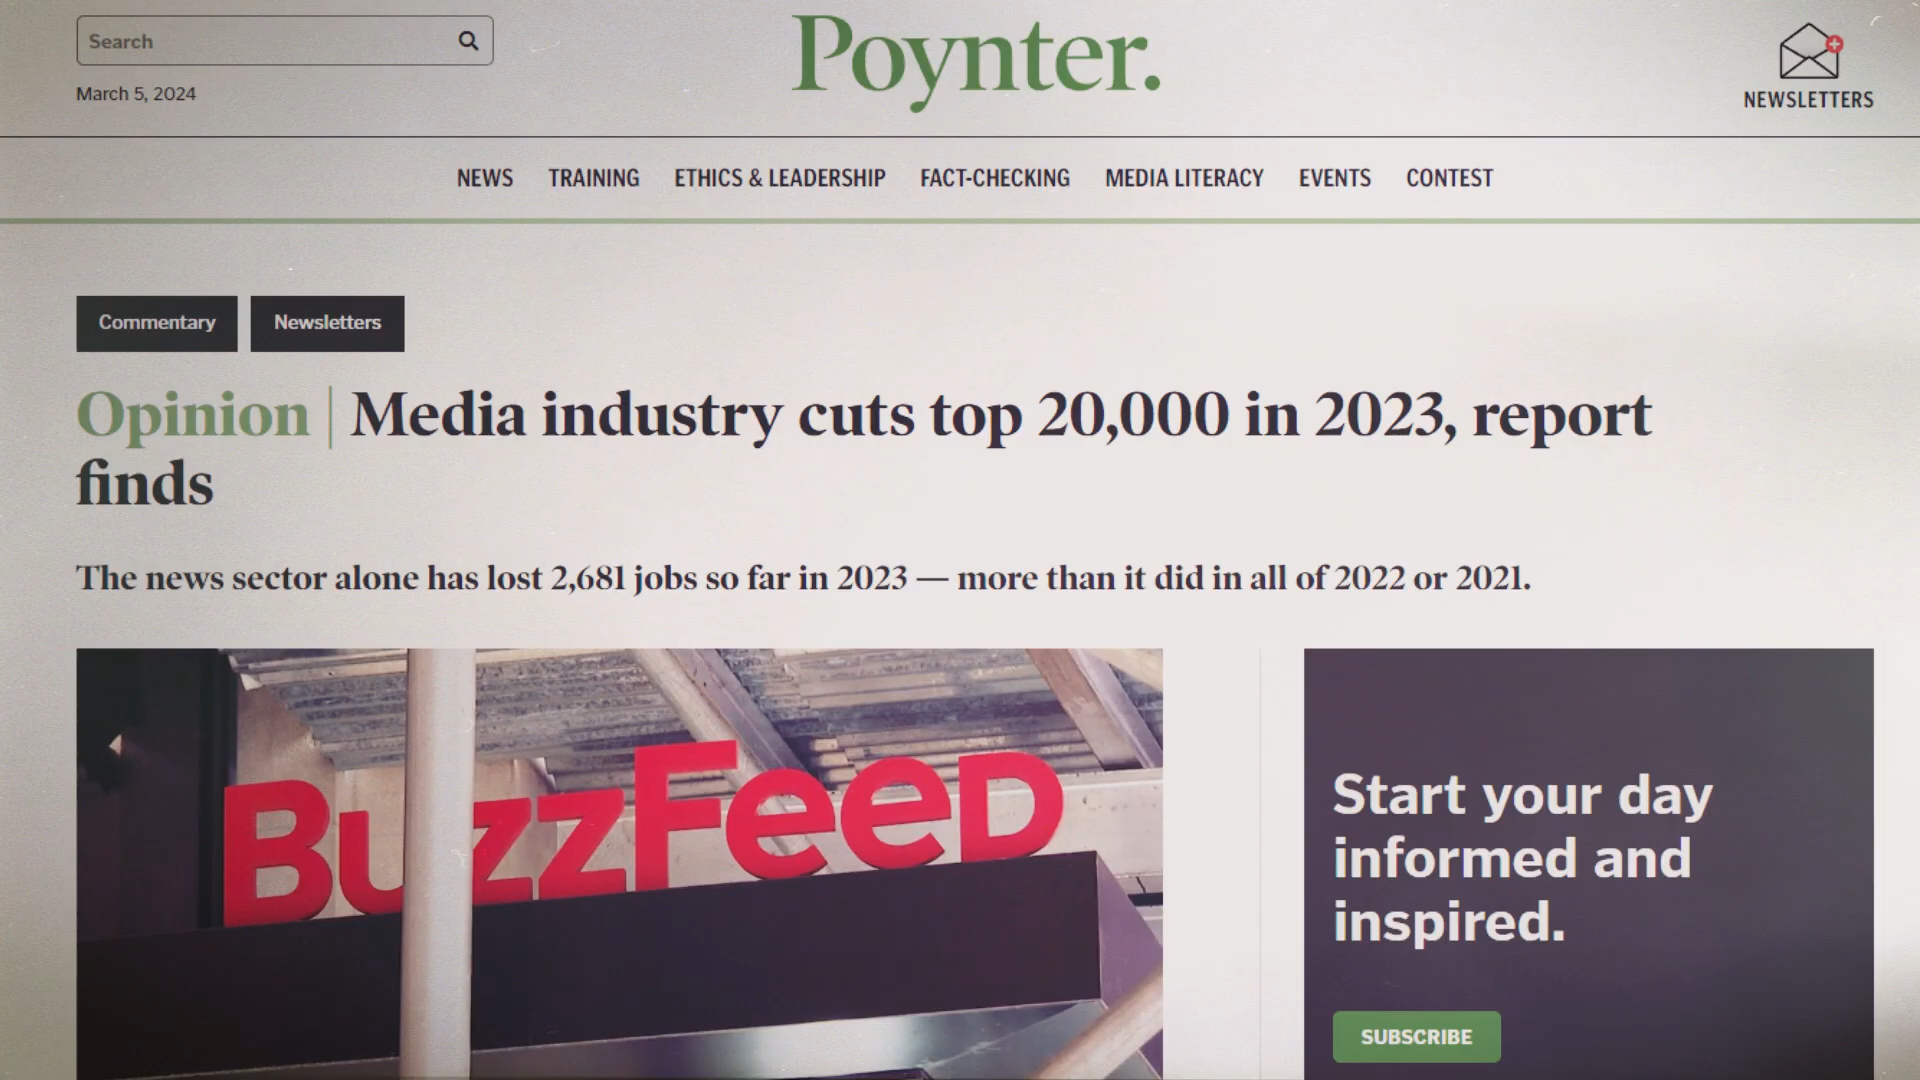 Search
Poynter.
March 5, 2024
NEWSLETTERS
NEWS TRAINING ETHICS & LEADERSHIP FACT-CHECKING MEDIA LITERACY EVENTS CONTEST
Commentary Newsletters
Opinion | Media industry cuts top 20,000 in 2023, report
finds
The news sector alone has lost 2,681 jobs so far in 2023 — more than it did in all of 2022 or 2021.
BuzzFeeD
Start your day
informed and
inspired.
SUBSCRIBE